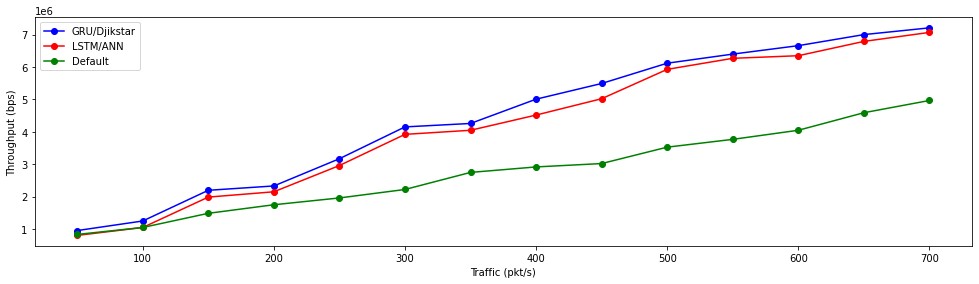 1e6
GRU/Djikstar
LSTM/ANN
Default
7
6
5
4
3
2
1
Throughput (bps)
100 200 300 400 500 600 700
Traffic (pkt/s)